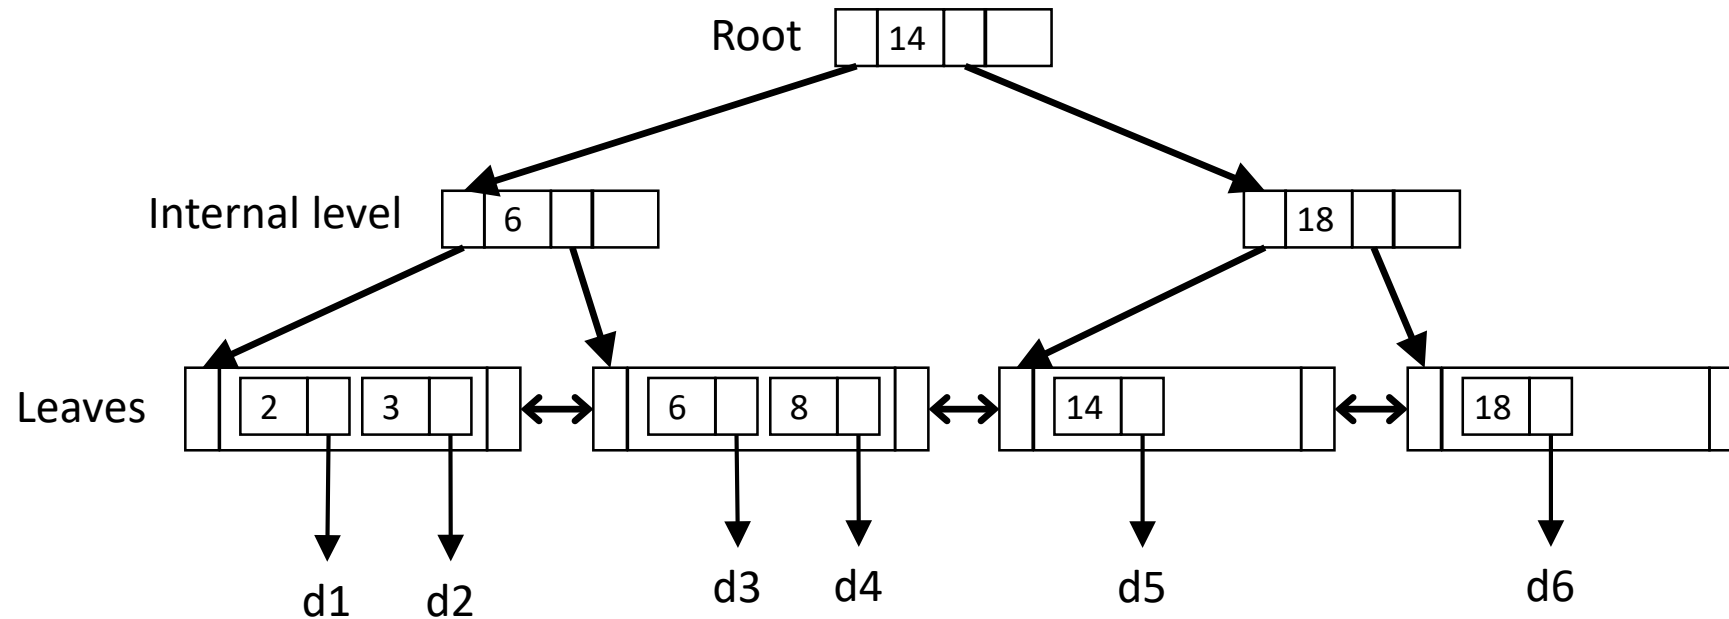 Root 14
Internal level 6 18
Leaves 2 3 6 8 14 18
d1 d2 d3 d4 d5 d6